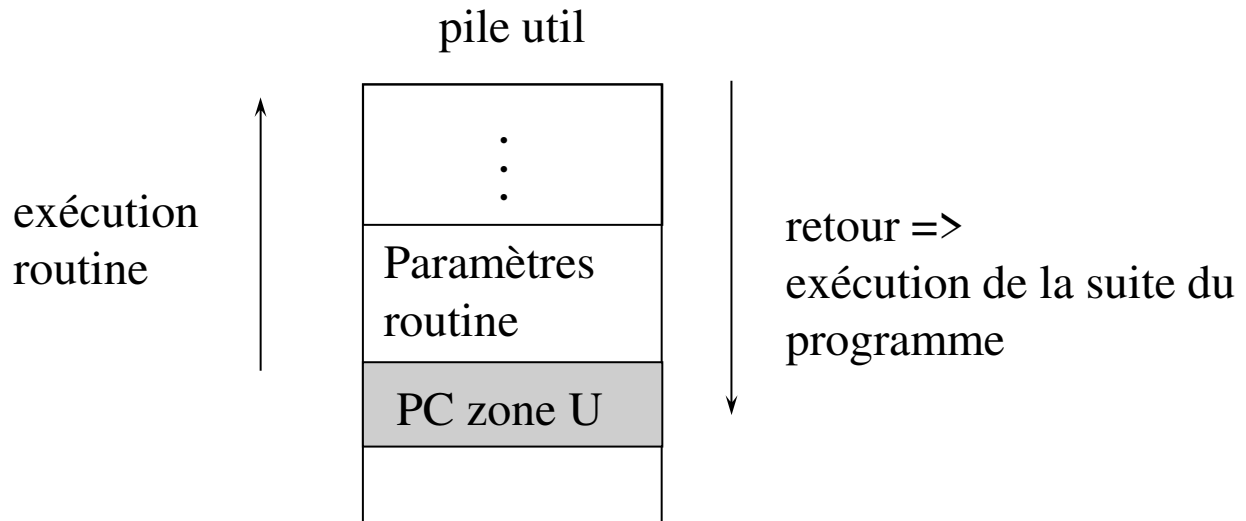 pile util
exécution
routine
Paramètres
routine
PC zone U
retour =>
exécution de la suite du
programme